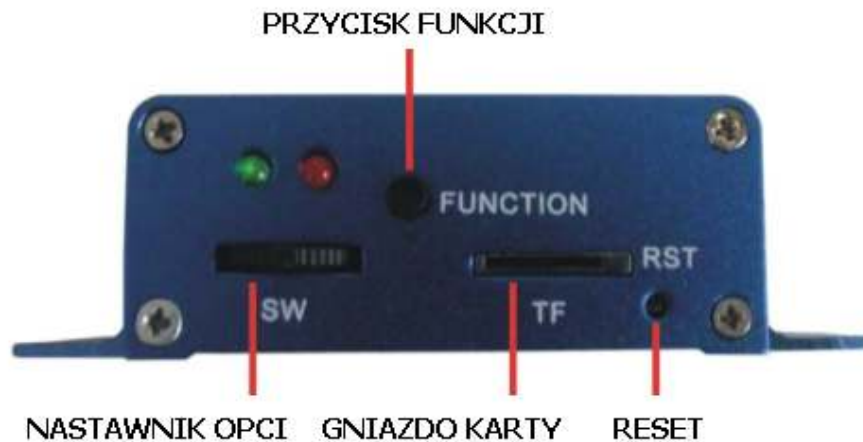 PRZYCISK FUNKCJI
FUNCTION
RST
SW
TF
NASTAWNIK OPCI GNIAZDO KARTY RESET